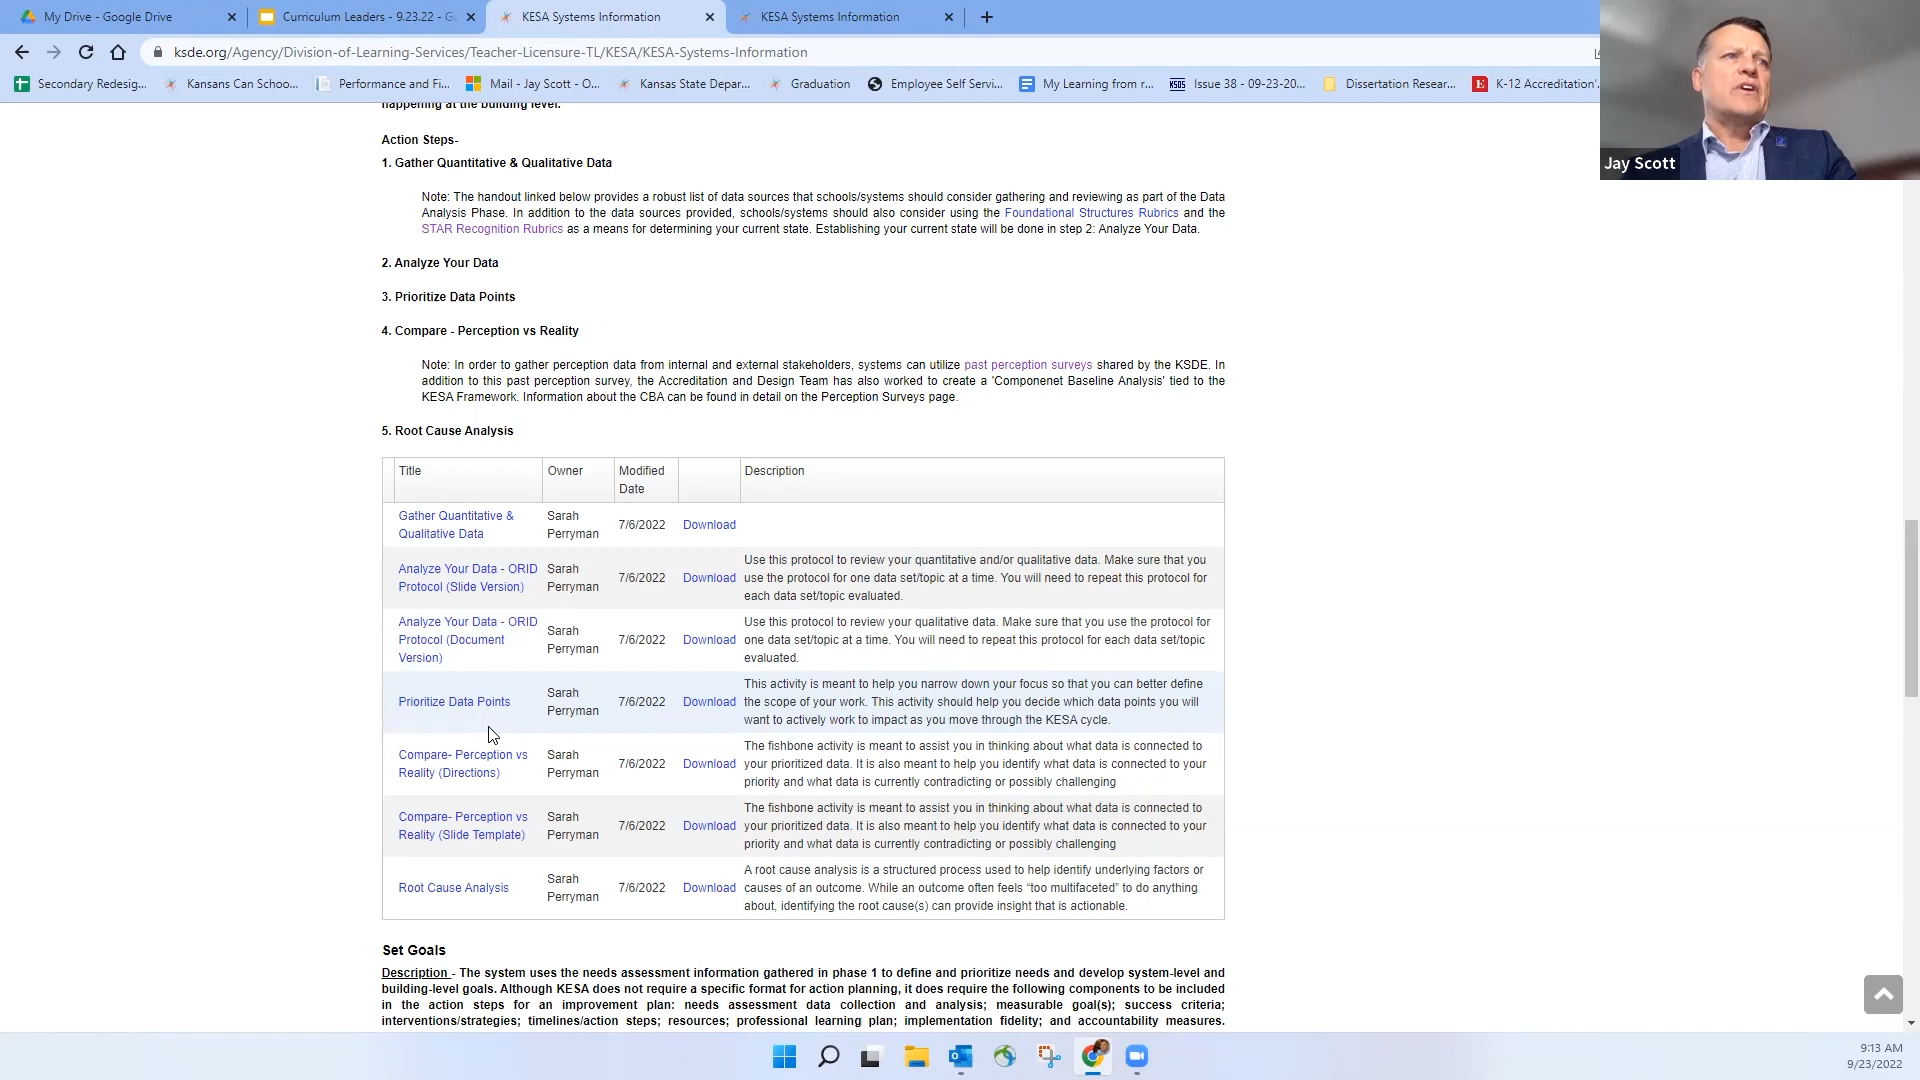 My Drive - Google Drive
Curriculum Leaders - 9.23.22 - G
KESA Systems Information
KESA Systems Information
ksde.org/Agency/Division-of-Learning-Services/Teacher-Licensure-TL/KESA/KESA-Systems-Information
Secondary Redesig...
Kansans Can Schoo...
Performance and Fi...
Mail - Jay Scott - O...
Kansas State Depar...
Graduation
Employee Self Servi...
My Learning from r...
KSDS
Issue 38 - 09-23-20...
Dissertation Resear...
K-12 Accreditation'
Jay Scott
happening at the building level.
Action Steps-
1. Gather Quantitative & Qualitative Data
Note: The handout linked below provides a robust list of data sources that schools/systems should consider gathering and reviewing as part of the Data
Analysis Phase. In addition to the data sources provided, schools/systems should also consider using the Foundational Structures Rubrics and the
STAR Recognition Rubrics as a means for determining your current state. Establishing your current state will be done in step 2: Analyze Your Data.
2. Analyze Your Data
3. Prioritize Data Points
4. Compare - Perception vs Reality
Note: In order to gather perception data from internal and external stakeholders, systems can utilize past perception surveys shared by the KSDE. In
addition to this past perception survey, the Accreditation and Design Team has also worked to create a 'Componenet Baseline Analysis' tied to the
KESA Framework. Information about the CBA can be found in detail on the Perception Surveys page.
5. Root Cause Analysis
Title
Owner
Modified
Date
Description
Gather Quantitative &
Qualitative Data
Sarah
Perryman
7/6/2022
Download
Analyze Your Data - ORID
Protocol (Slide Version)
Sarah
Perryman
7/6/2022
Download
Use this protocol to review your quantitative and/or qualitative data. Make sure that you
use the protocol for one data set/topic at a time. You will need to repeat this protocol for
each data set/topic evaluated.
Analyze Your Data - ORID
Protocol (Document
Version)
Sarah
Perryman
7/6/2022
Download
Use this protocol to review your qualitative data. Make sure that you use the protocol for
one data set/topic at a time. You will need to repeat this protocol for each data set/topic
evaluated.
Prioritize Data Points
Sarah
Perryman
7/6/2022
Download
This activity is meant to help you narrow down your focus so that you can better define
the scope of your work. This activity should help you decide which data points you will
want to actively work to impact as you move through the KESA cycle.
Compare- Perception vs
Reality (Directions)
Sarah
Perryman
7/6/2022
Download
The fishbone activity is meant to assist you in thinking about what data is connected to
your prioritized data. It is also meant to help you identify what data is connected to your
priority and what data is currently contradicting or possibly challenging
Compare- Perception vs
Reality (Slide Template)
Sarah
Perryman
7/6/2022
Download
The fishbone activity is meant to assist you in thinking about what data is connected to
your prioritized data. It is also meant to help you identify what data is connected to your
priority and what data is currently contradicting or possibly challenging
Root Cause Analysis
Sarah
Perryman
7/6/2022
Download
A root cause analysis is a structured process used to help identify underlying factors or
causes of an outcome. While an outcome often feels “too multifaceted” to do anything
about, identifying the root cause(s) can provide insight that is actionable.
Set Goals
Description - The system uses the needs assessment information gathered in phase 1 to define and prioritize needs and develop system-level and
building-level goals. Although KESA does not require a specific format for action planning, it does require the following components to be included
in the action steps for an improvement plan: needs assessment data collection and analysis; measurable goal(s); success criteria;
interventions/strategies; timelines/action steps; resources; professional learning plan; implementation fidelity; and accountability measures.
9:13 AM
9/23/2022